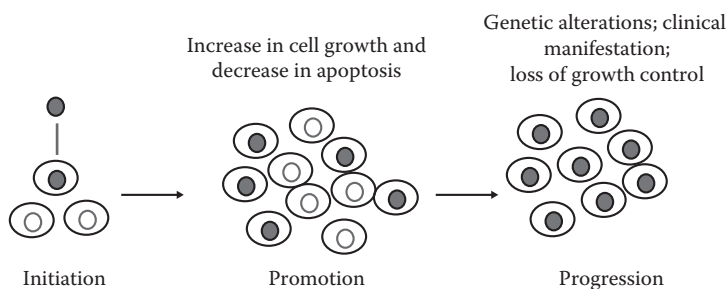 Increase in cell growth and
decrease in apoptosis
Genetic alterations; clinical
manifestation;
loss of growth control
Initiation
Promotion
Progression